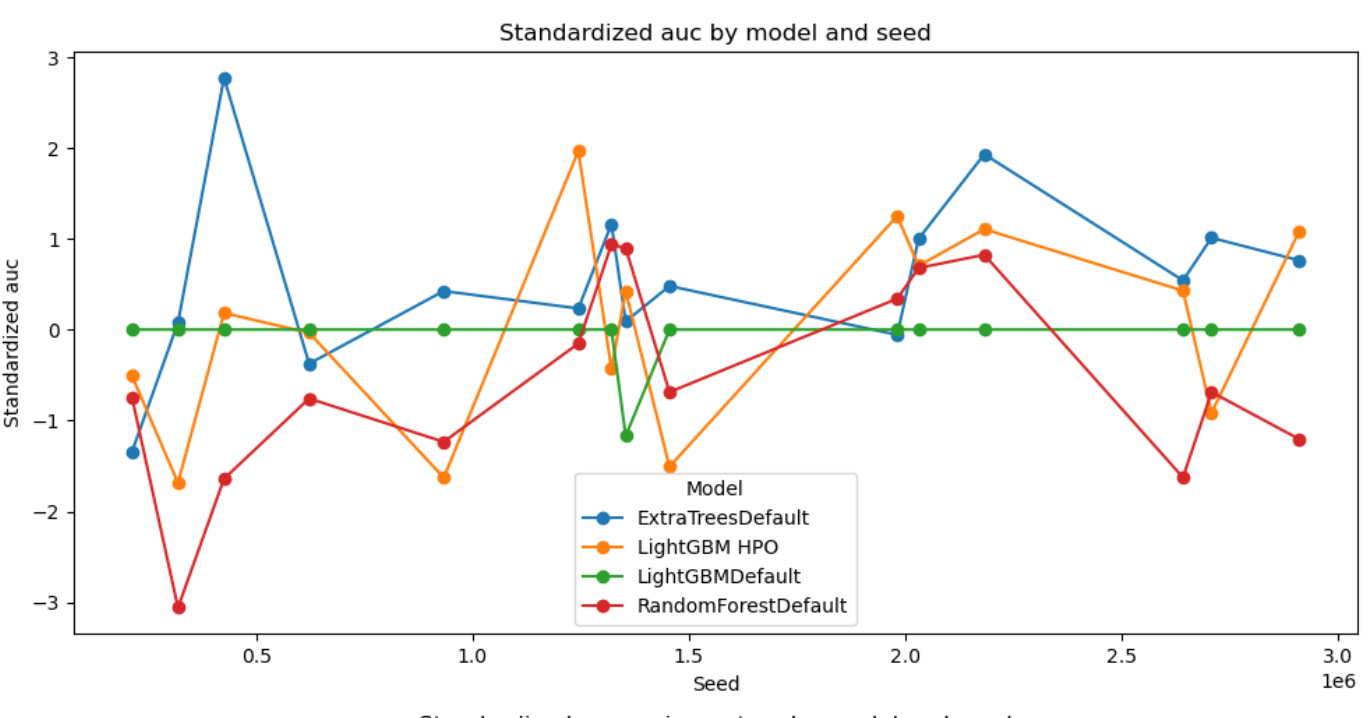 Standardized auc by model and seed
Standardized auc
3
2
1
0
−1
−2
−3
Model
ExtraTreesDefault
LightGBM HPO
LightGBMDefault
RandomForestDefault
0.5
1.0
1.5
2.0
2.5
3.0
1e6
Seed